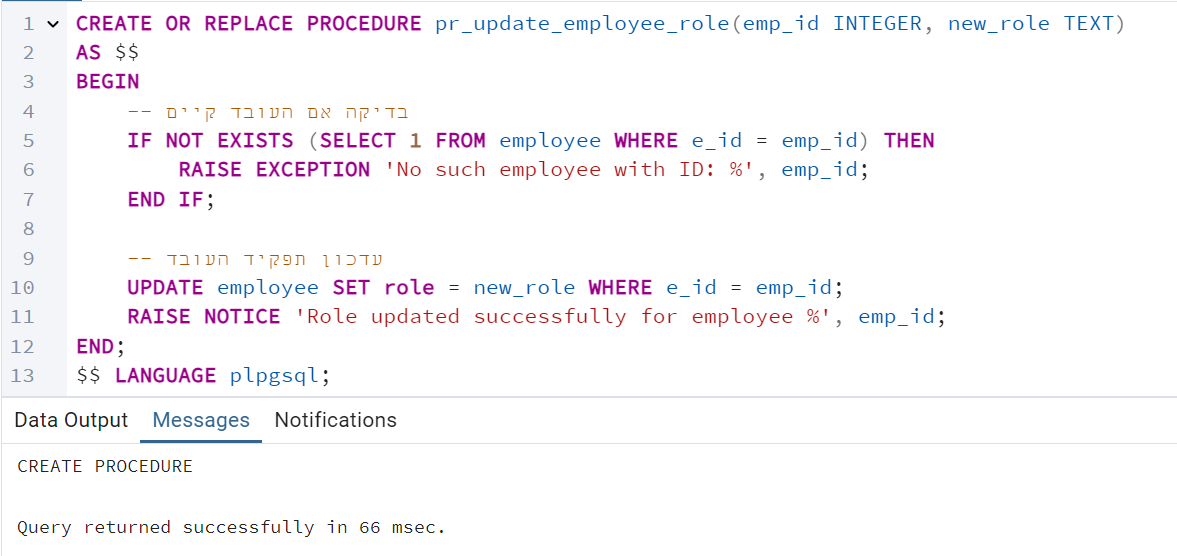 1 CREATE OR REPLACE PROCEDURE pr_update_employee_role(emp_id INTEGER, new_role TEXT)
2 AS $$
3 BEGIN
4     -- בדיקה אם העובד קיים
5     IF NOT EXISTS (SELECT 1 FROM employee WHERE e_id = emp_id) THEN
6         RAISE EXCEPTION 'No such employee with ID: %', emp_id;
7     END IF;
8
9     -- עדכון תפקיד העובד
10     UPDATE employee SET role = new_role WHERE e_id = emp_id;
11     RAISE NOTICE 'Role updated successfully for employee %', emp_id;
12 END;
13 $$ LANGUAGE plpgsql;
Data Output Messages Notifications
CREATE PROCEDURE
Query returned successfully in 66 msec.